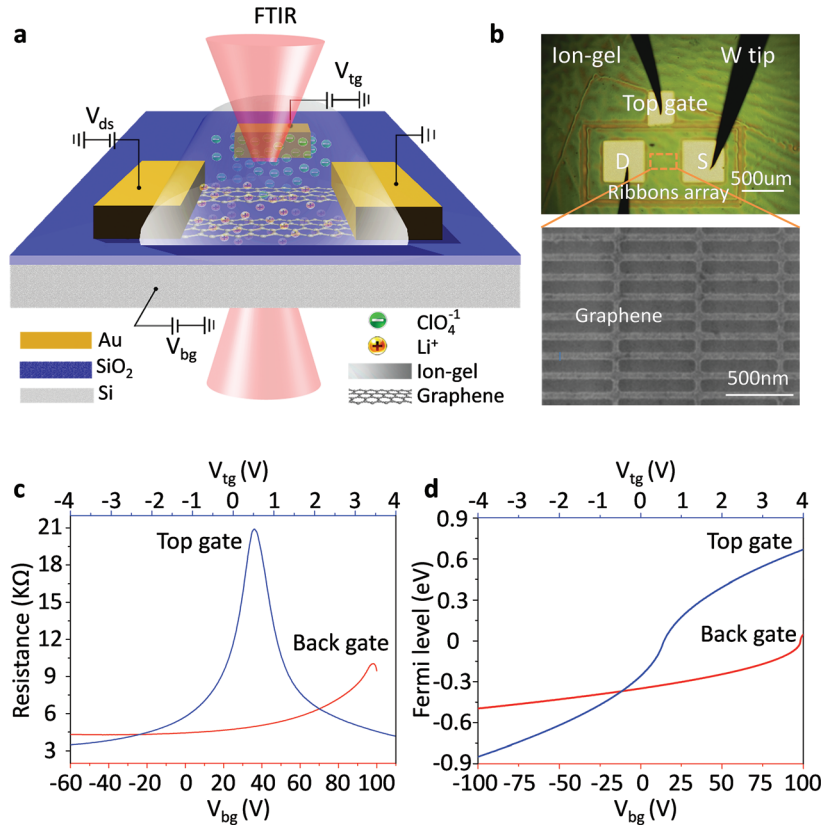 a
FTIR
V_tg
V_ds
V_bg
Au
SiO₂
Si
ClO₄⁻¹
Li⁺
Ion-gel
Graphene
b
Ion-gel
W tip
Top gate
D
S
500um
Ribbons array
Graphene
500nm
c
V_tg (V)
-4 -3 -2 -1 0 1 2 3 4
Resistance (KΩ)
21
18
15
12
9
6
3
Top gate
Back gate
-60 -40 -20 0 20 40 60 80 100
V_bg (V)
d
V_tg (V)
-4 -3 -2 -1 0 1 2 3 4
Fermi level (eV)
0.9
0.6
0.3
0
-0.3
-0.6
-0.9
Top gate
Back gate
-100 -75 -50 -25 0 25 50 75 100
V_bg (V)